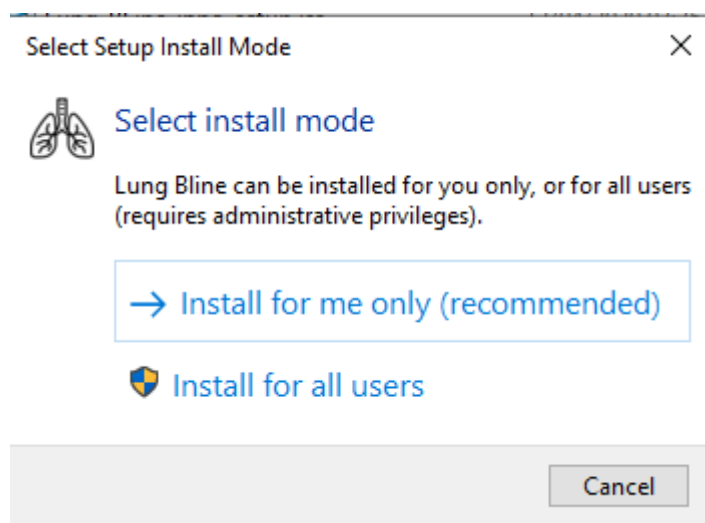 Select Setup Install Mode
Select install mode
Lung Bline can be installed for you only, or for all users
(requires administrative privileges).
→ Install for me only (recommended)
Install for all users
Cancel